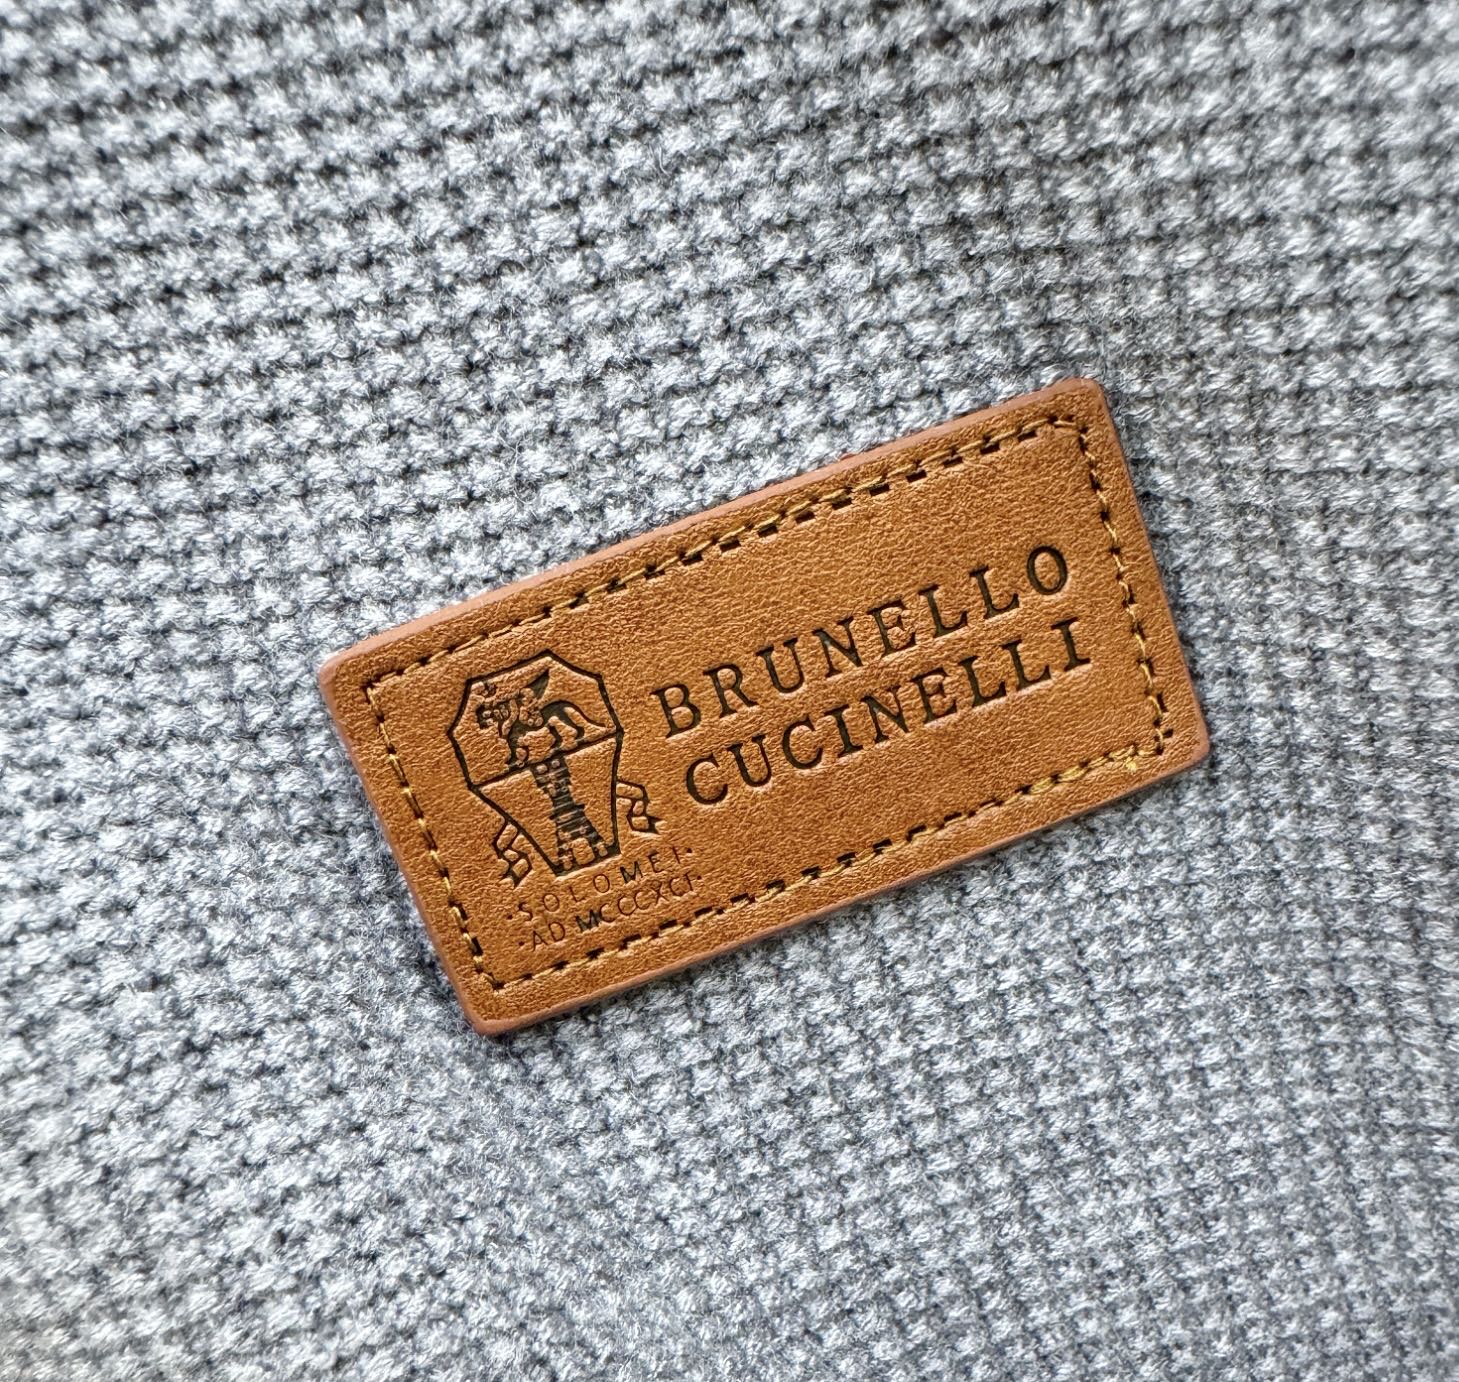 BRUNELLO
CUCINELLI
·SOLOMEI·
·AD MCCCXCI·